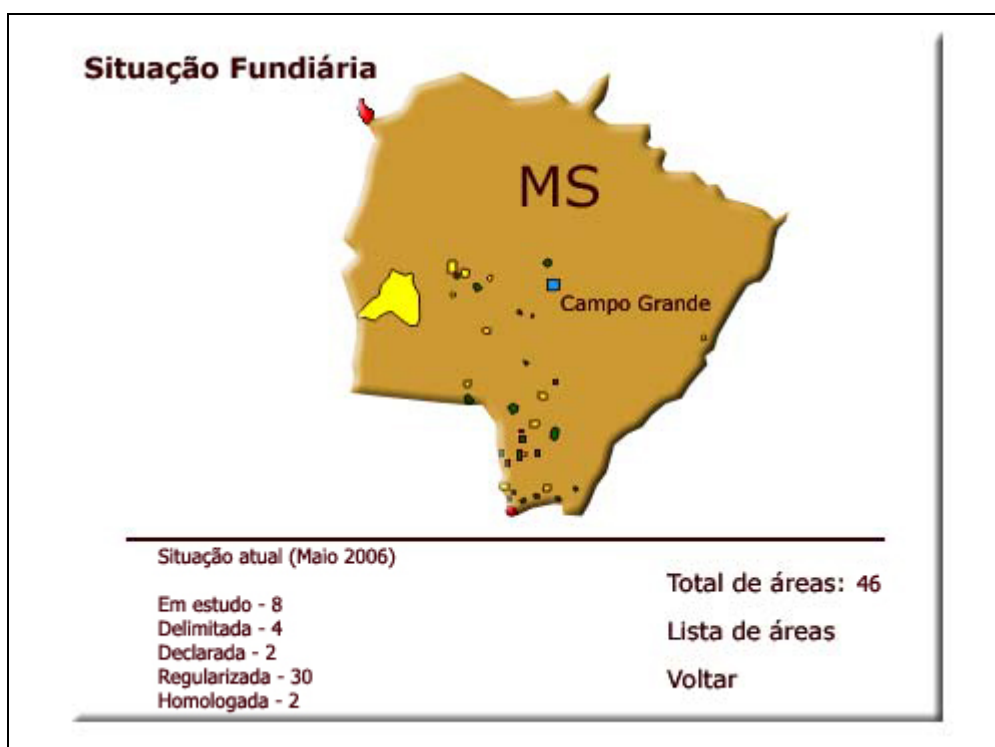 Situação Fundiária
MS
Campo Grande
Situação atual (Maio 2006)
Em estudo - 8
Delimitada - 4
Declarada - 2
Regularizada - 30
Homologada - 2
Total de áreas: 46
Lista de áreas
Voltar